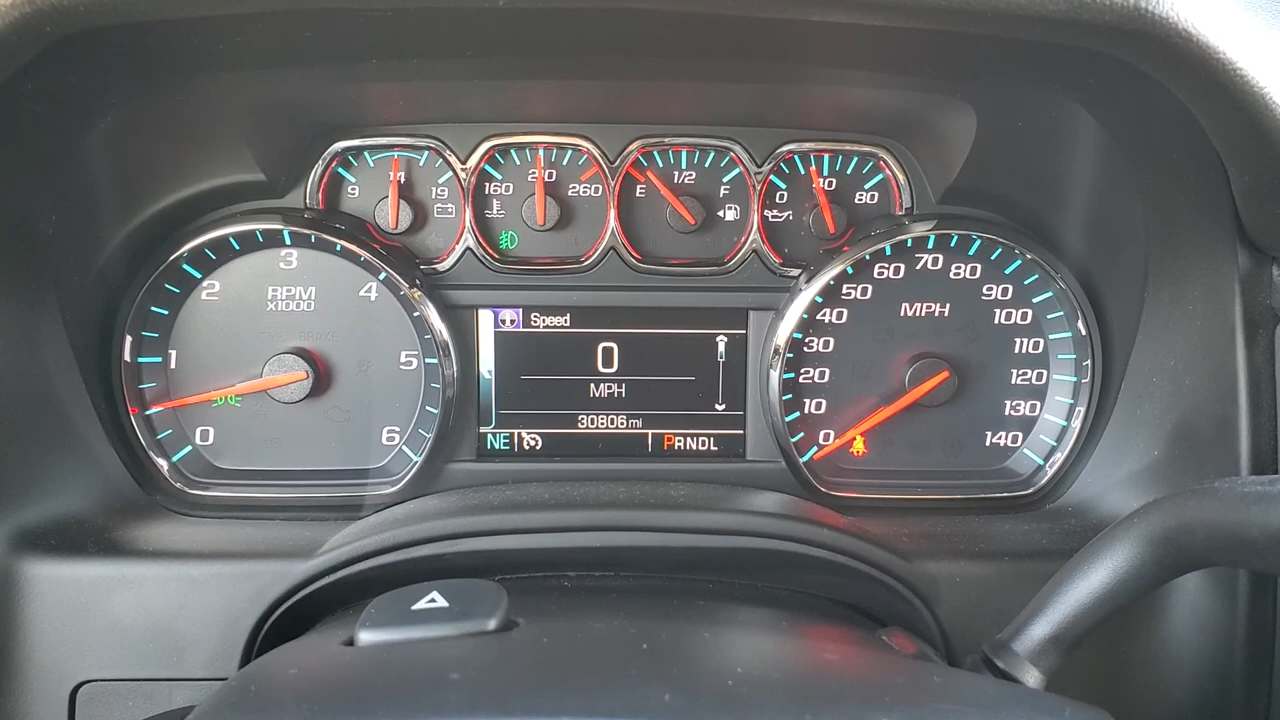 9 14 19
160 210 260
E 1/2 F
0 40 80
0 1 2 3 4 5 6
RPM
x1000
BRAKE
Speed
0
MPH
30806 mi
NE PRNDL
MPH
0 10 20 30 40 50 60 70 80 90 100 110 120 130 140